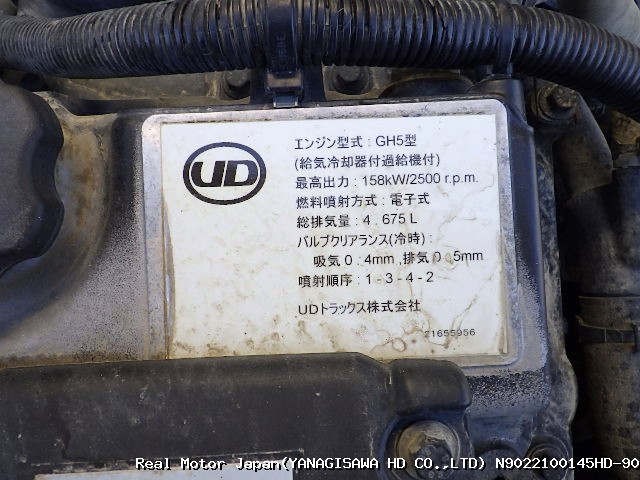 UD
エンジン型式 : GH5型
(給気冷却器付過給機付)
最高出力 : 158kW/2500 r.p.m.
燃料噴射方式 : 電子式
総排気量 : 4 . 675 L
バルブクリアランス(冷時) :
吸気 0 . 4mm , 排気 0 . 5mm
噴射順序 : 1 - 3 - 4 - 2
UDトラックス株式会社
21655956
Real Motor Japan(YANAGISAWA HD CO.,LTD) N9022100145HD-90